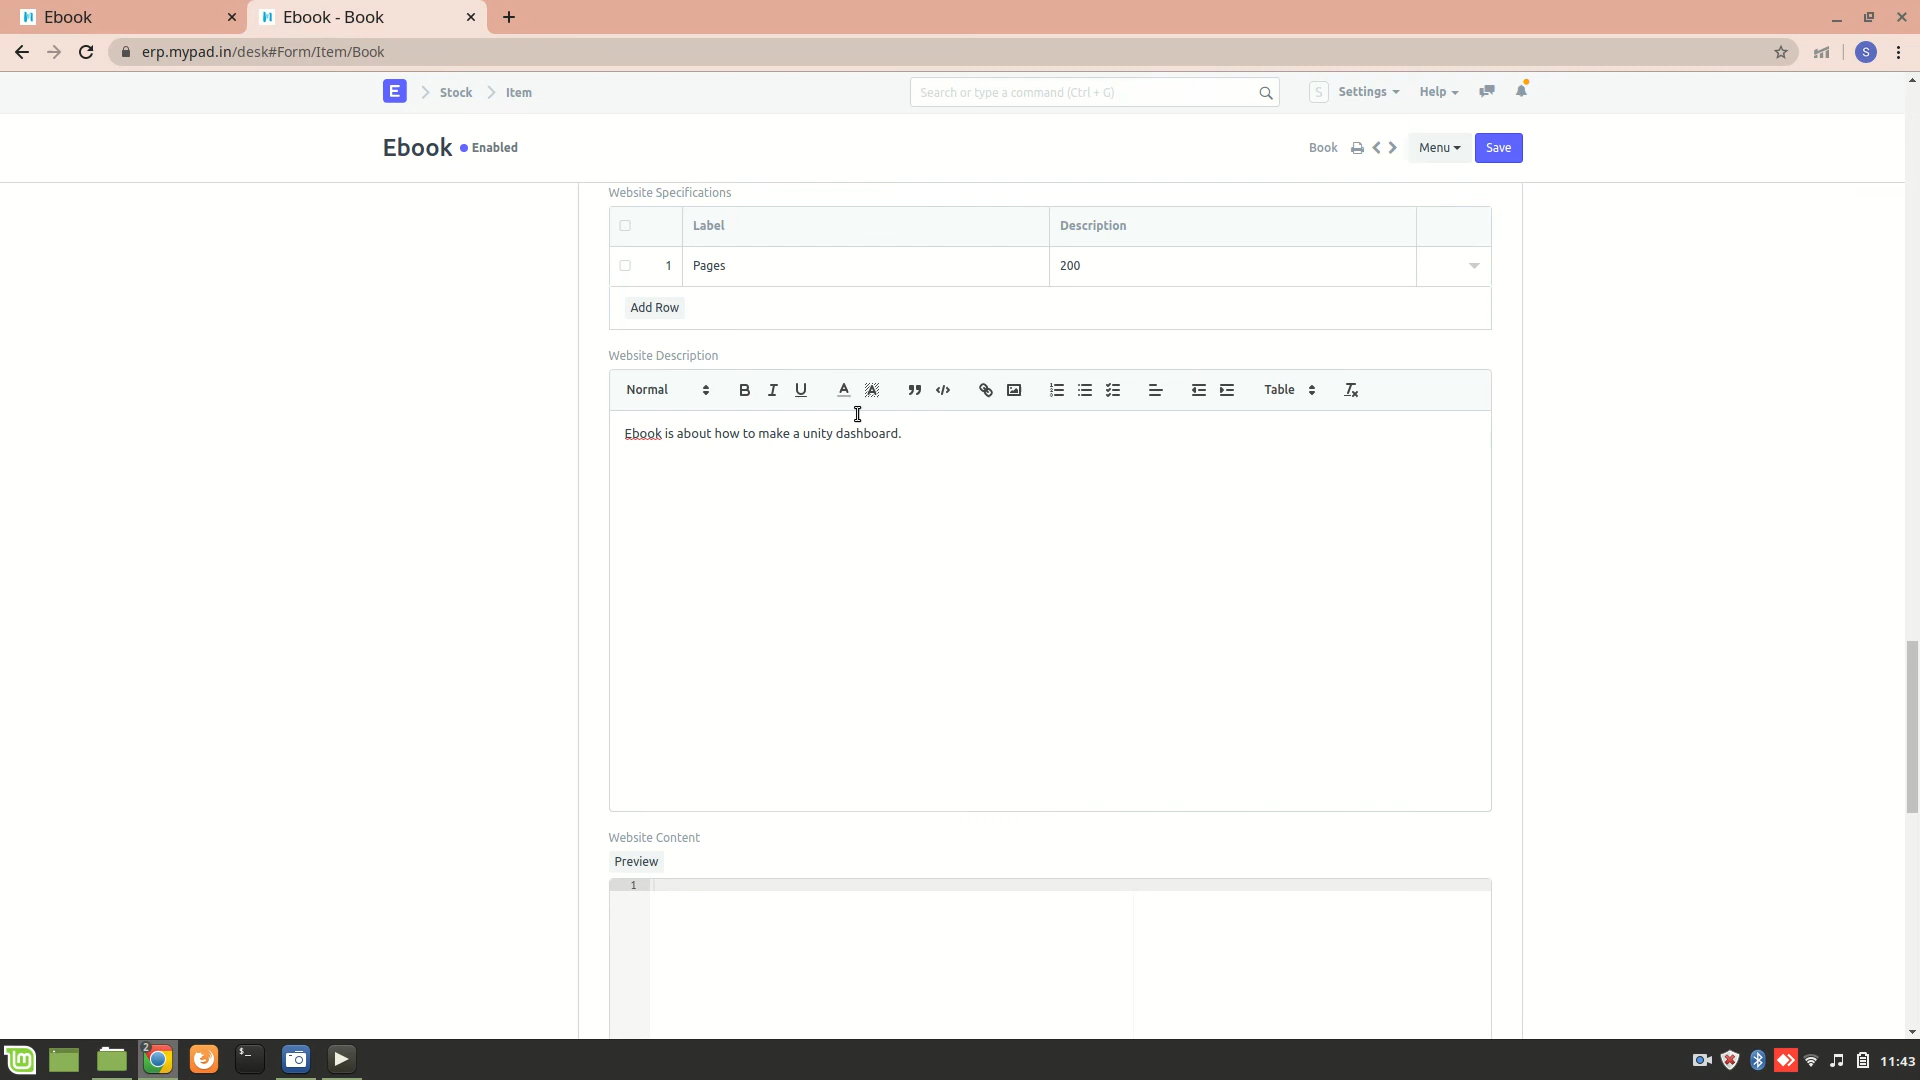 Ebook
Ebook - Book
erp.mypad.in/desk#Form/Item/Book
S
E
Stock
Item
Search or type a command (Ctrl + G)
S
Settings
Help
Ebook
Enabled
Book
Menu
Save
Website Specifications
Label
Description
1
Pages
200
Add Row
Website Description
Normal
B
I
U
A
A
Table
Ebook is about how to make a unity dashboard.
Website Content
Preview
1
2
11:43